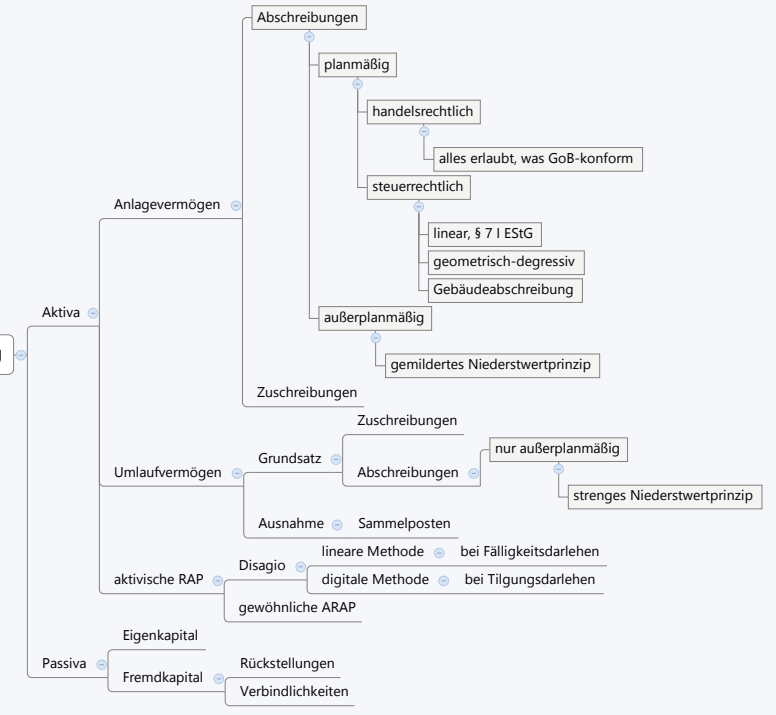 Abschreibungen
planmäßig
handelsrechtlich
alles erlaubt, was GoB-konform
steuerrechtlich
Anlagevermögen
linear, § 7 I EStG
geometrisch-degressiv
Gebäudeabschreibung
Aktiva
außerplanmäßig
gemildertes Niederstwertprinzip
Zuschreibungen
Zuschreibungen
nur außerplanmäßig
Grundsatz
Umlaufvermögen
Abschreibungen
strenges Niederstwertprinzip
Ausnahme
Sammelposten
lineare Methode
bei Fälligkeitsdarlehen
Disagio
aktivische RAP
digitale Methode
bei Tilgungsdarlehen
gewöhnliche ARAP
Eigenkapital
Passiva
Rückstellungen
Fremdkapital
Verbindlichkeiten